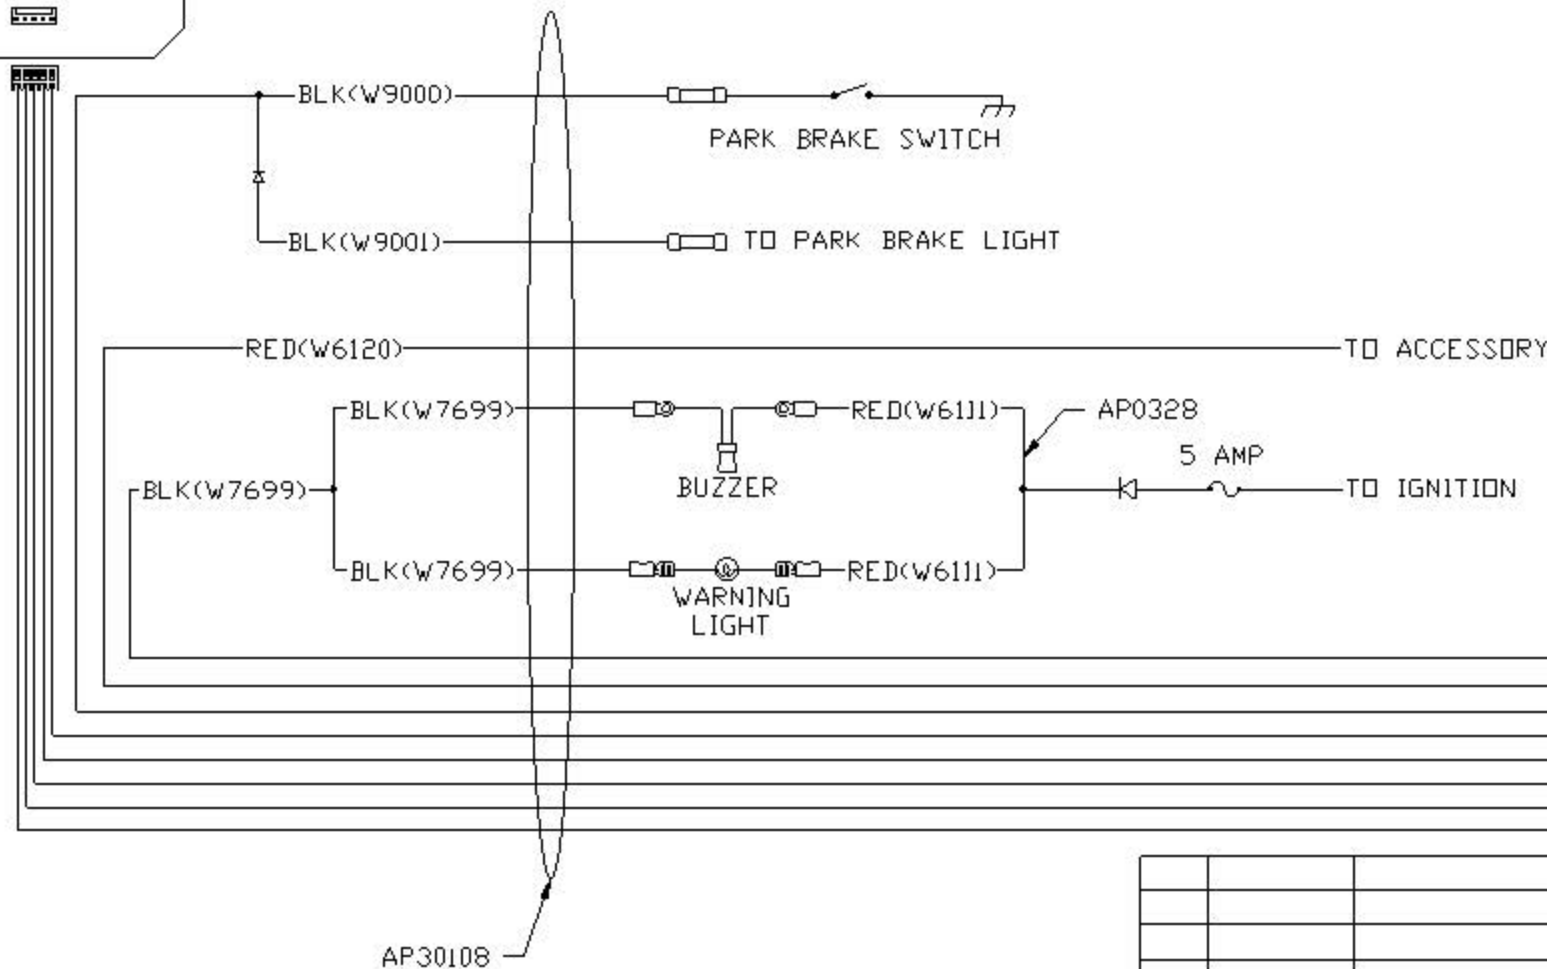 BLK(W9000)
PARK BRAKE SWITCH
BLK(W9001)
TO PARK BRAKE LIGHT
RED(W6120)
TO ACCESSORY
BLK(W7699)
RED(W6111)
AP0328
5 AMP
BUZZER
BLK(W7699)
TO IGNITION
BLK(W7699)
RED(W6111)
WARNING
LIGHT
AP30108